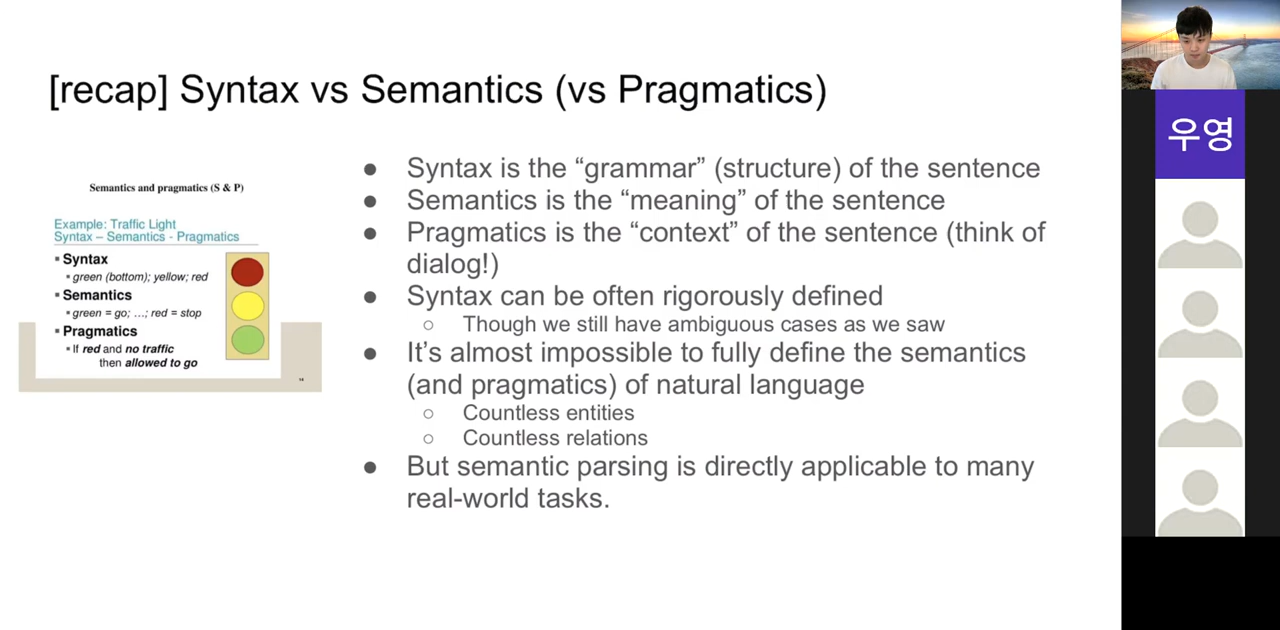 [recap] Syntax vs Semantics (vs Pragmatics)
Semantics and pragmatics (S & P)
Example: Traffic Light
Syntax – Semantics - Pragmatics
▪ Syntax
▪ green (bottom); yellow; red
▪ Semantics
▪ green = go; …; red = stop
▪ Pragmatics
▪ If red and no traffic
then allowed to go
● Syntax is the “grammar” (structure) of the sentence
● Semantics is the “meaning” of the sentence
● Pragmatics is the “context” of the sentence (think of
dialog!)
● Syntax can be often rigorously defined
○ Though we still have ambiguous cases as we saw
● It’s almost impossible to fully define the semantics
(and pragmatics) of natural language
○ Countless entities
○ Countless relations
● But semantic parsing is directly applicable to many
real-world tasks.
우영